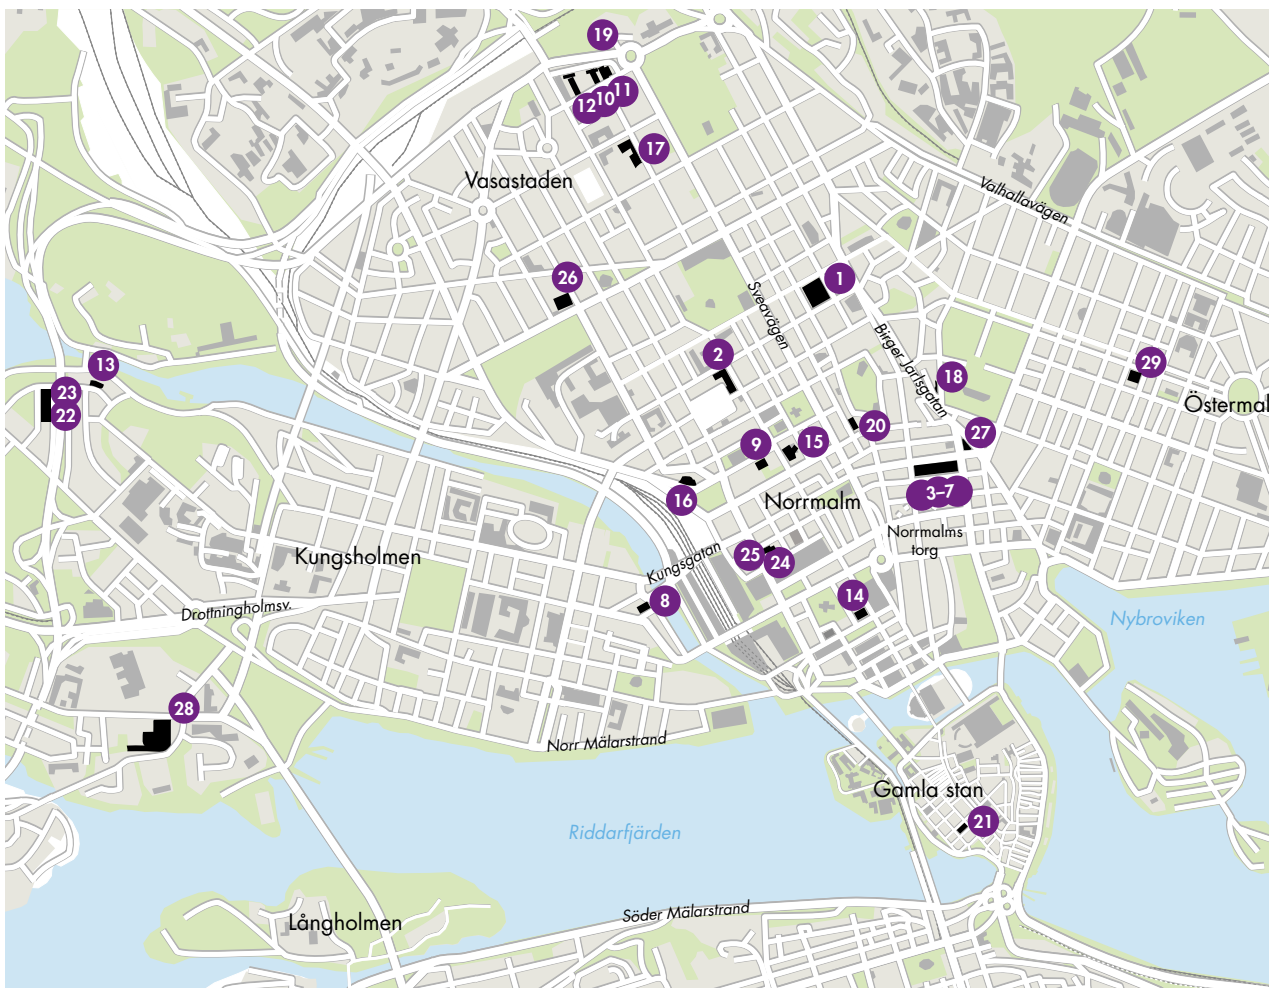 19
11
10
12
17
Vasastaden
Valhallavägen
26
1
Sveavägen
Birger Jarlsgatan
2
13
23
22
18
29
Östermal
20
27
9
15
3–7
16
Norrmalm
Norrmalms
torg
Kungsholmen
Kungsgatan
25
24
8
14
Drottningholmsv.
Nybroviken
28
Norr Mälarstrand
Gamla stan
21
Riddarfjärden
Söder Mälarstrand
Långholmen